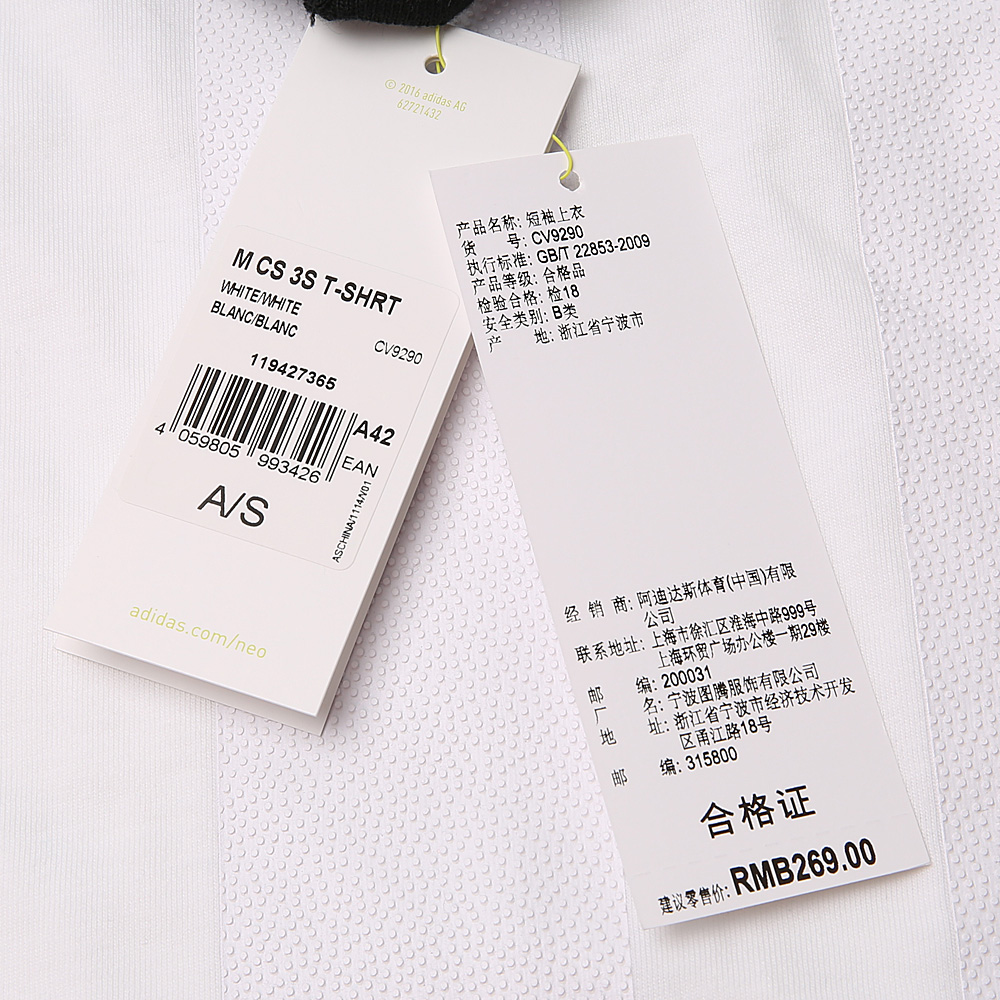 © 2016 adidas AG
62721432
M CS 3S T-SHRT
WHITE/WHITE
BLANC/BLANC
CV9290
119427365
A42
4 059805 993426
EAN
A/S
ASCHINA/1114/V01
adidas.com/neo
产品名称: 短袖上衣
货 号: CV9290
执行标准: GB/T 22853-2009
产品等级: 合格品
检验合格: 检18
安全类别: B类
产 地: 浙江省宁波市
经 销 商: 阿迪达斯体育(中国)有限
公司
联系地址: 上海市徐汇区淮海中路999号
上海环贸广场办公楼一期29楼
邮 编: 200031
厂 名: 宁波图腾服饰有限公司
地 址: 浙江省宁波市经济技术开发
区甬江路18号
邮 编: 315800
合格证
建议零售价: RMB269.00